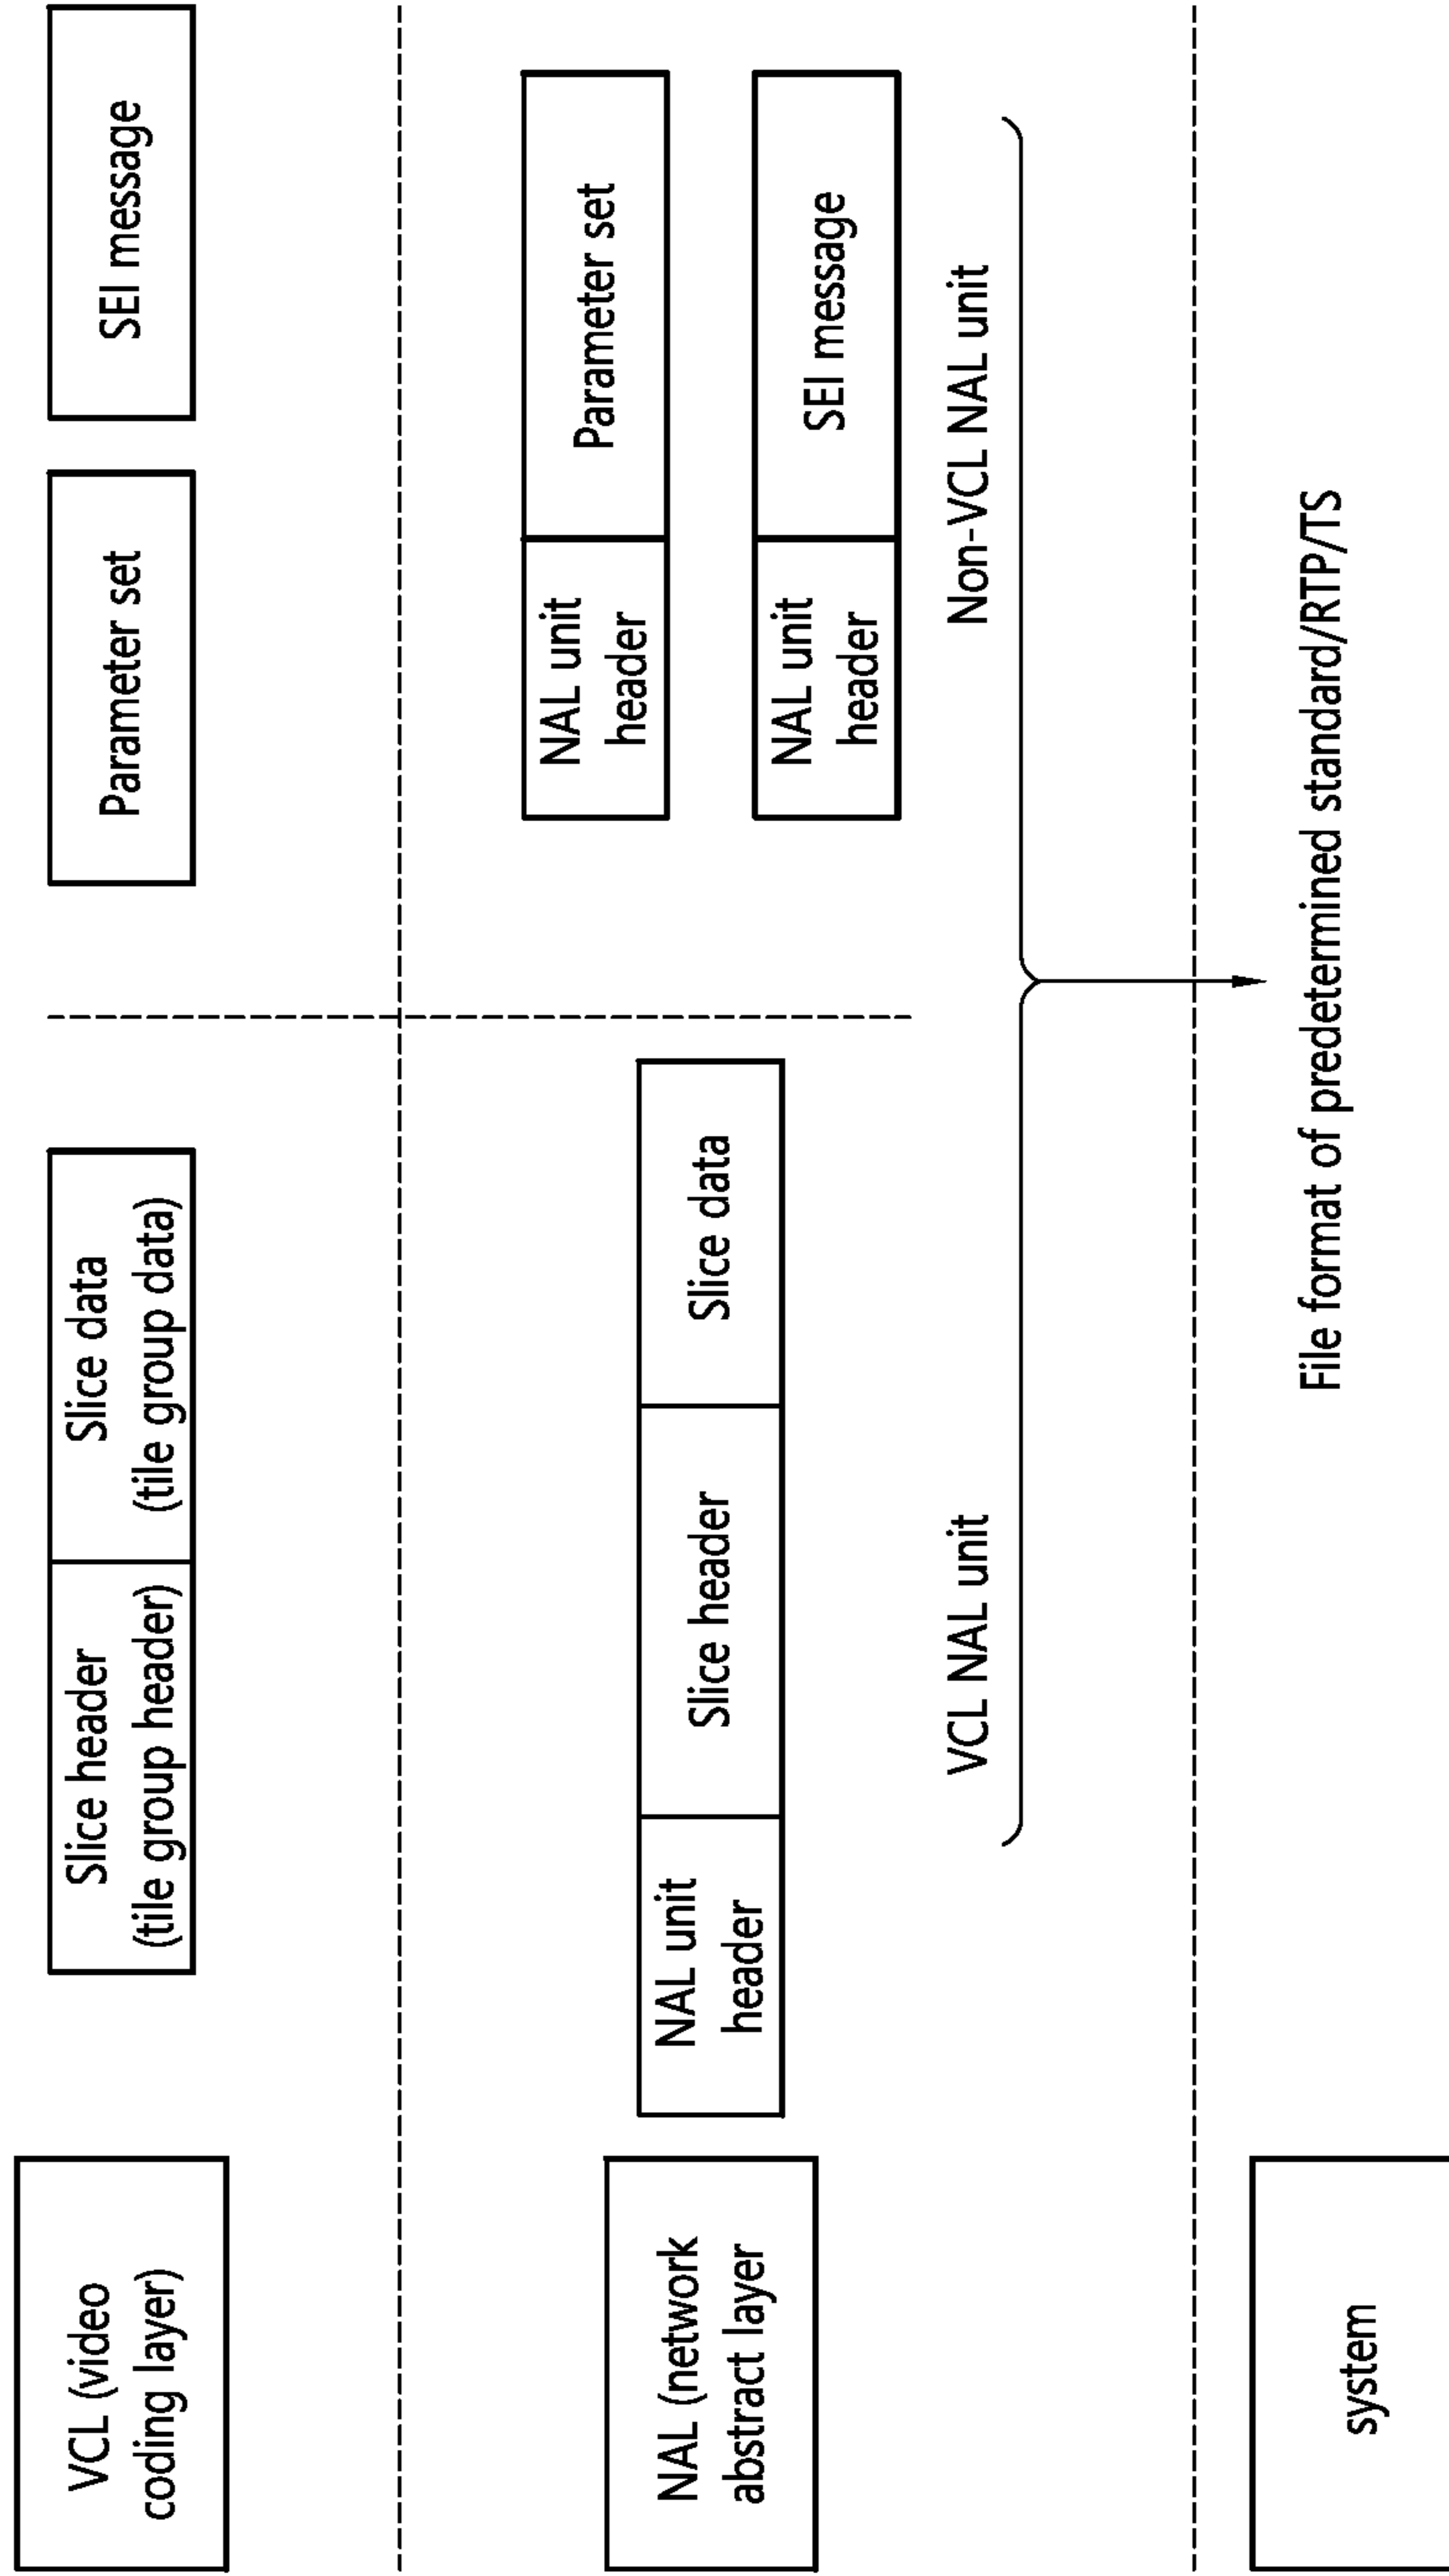 VCL (video
coding layer)
Slice header
(tile group header)
Slice data
(tile group data)
Parameter set
SEI message
NAL (network
abstract layer
NAL unit
header
Slice header
Slice data
NAL unit
header
Parameter set
NAL unit
header
SEI message
VCL NAL unit
Non-VCL NAL unit
system
File format of predetermined standard/RTP/TS